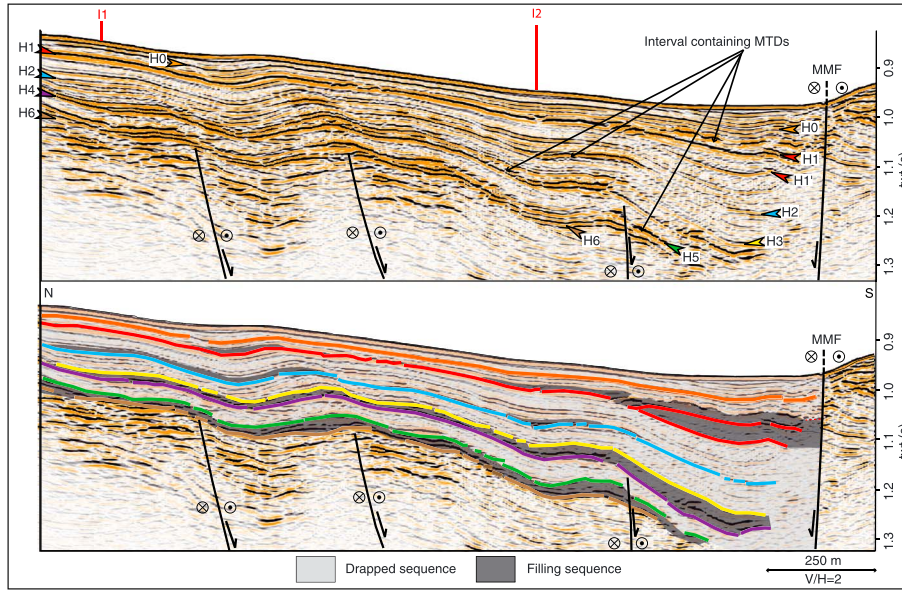 I1
I2
Interval containing MTDs
H1
H0
H2
H4
H6
MMF
0.9
1.0
1.1
1.2
1.3
H0
H1
H1'
H2
H3
H5
H6
N
S
MMF
0.9
1.0
1.1
1.2
1.3
Drapped sequence
Filling sequence
250 m
V/H=2